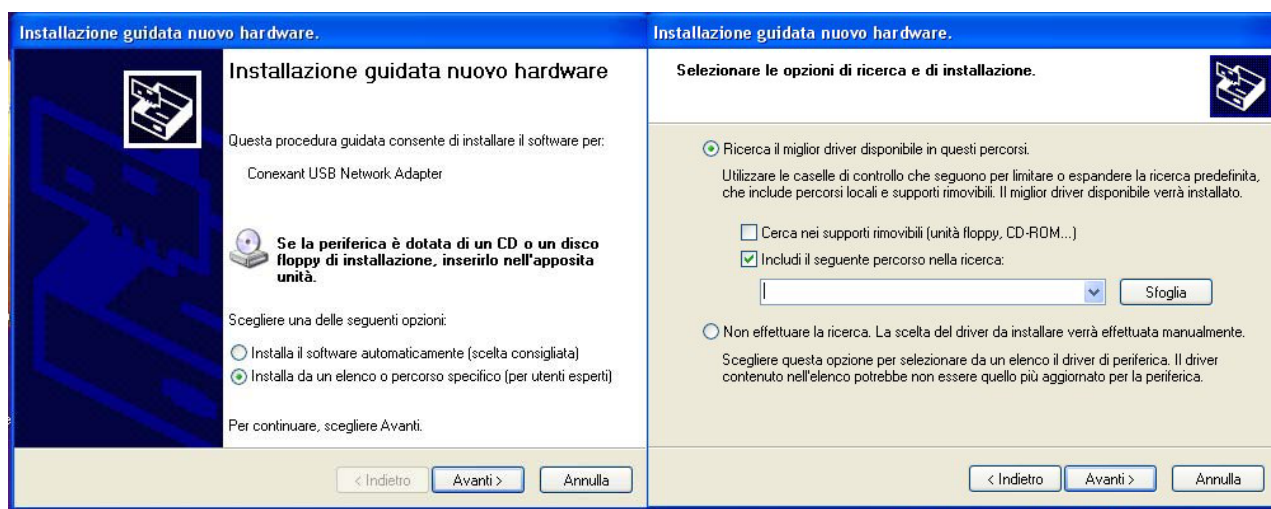 Installazione guidata nuovo hardware.
Installazione guidata nuovo hardware
Questa procedura guidata consente di installare il software per:
Conexant USB Network Adapter
Se la periferica è dotata di un CD o un disco
floppy di installazione, inserirlo nell'apposita
unità.
Scegliere una delle seguenti opzioni:
Installa il software automaticamente (scelta consigliata)
Installa da un elenco o percorso specifico (per utenti esperti)
Per continuare, scegliere Avanti.
< Indietro Avanti > Annulla
Installazione guidata nuovo hardware.
Selezionare le opzioni di ricerca e di installazione.
Ricerca il miglior driver disponibile in questi percorsi.
Utilizzare le caselle di controllo che seguono per limitare o espandere la ricerca predefinita,
che include percorsi locali e supporti rimovibili. Il miglior driver disponibile verrà installato.
Cerca nei supporti rimovibili (unità floppy, CD-ROM...)
Includi il seguente percorso nella ricerca:
Sfoglia
Non effettuare la ricerca. La scelta del driver da installare verrà effettuata manualmente.
Scegliere questa opzione per selezionare da un elenco il driver di periferica. Il driver
contenuto nell'elenco potrebbe non essere quello più aggiornato per la periferica.
< Indietro Avanti > Annulla